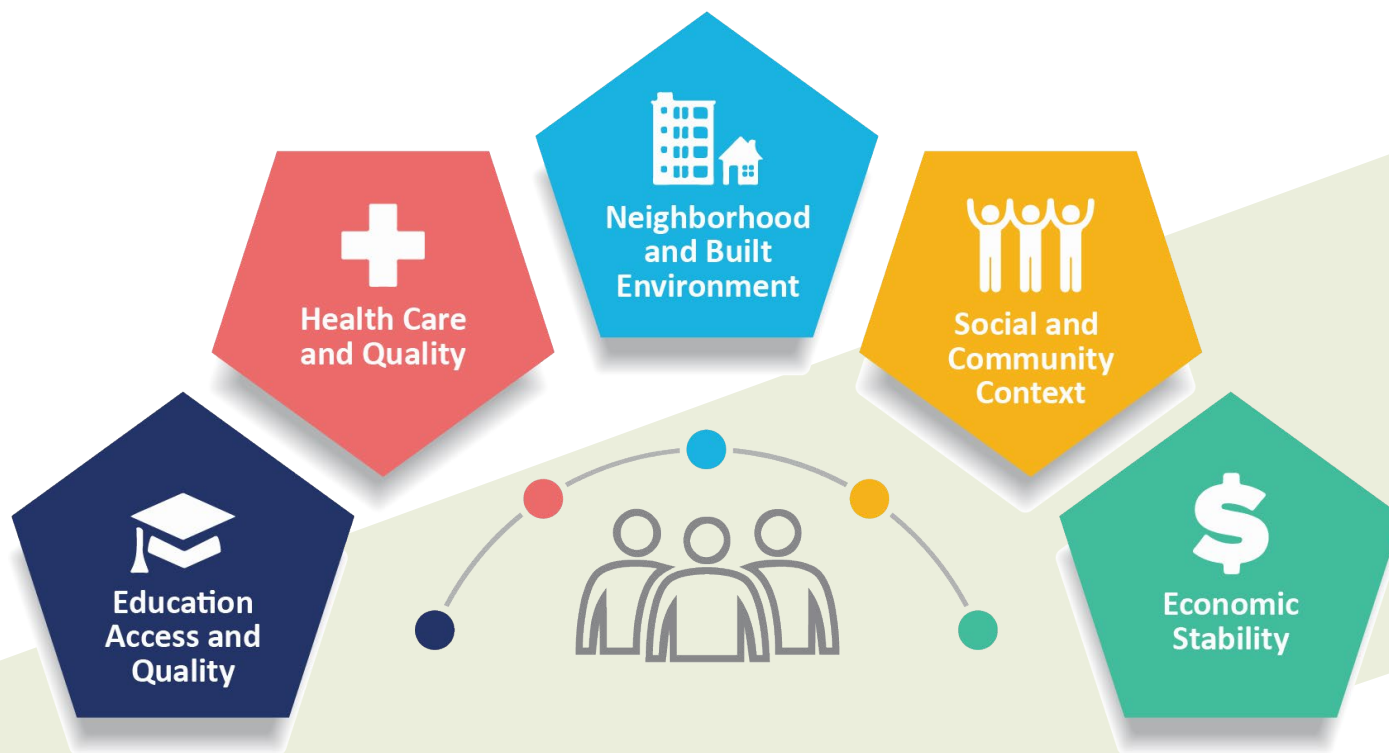 Education
Access and
Quality
Health Care
and Quality
Neighborhood
and Built
Environment
Social and
Community
Context
$
Economic
Stability